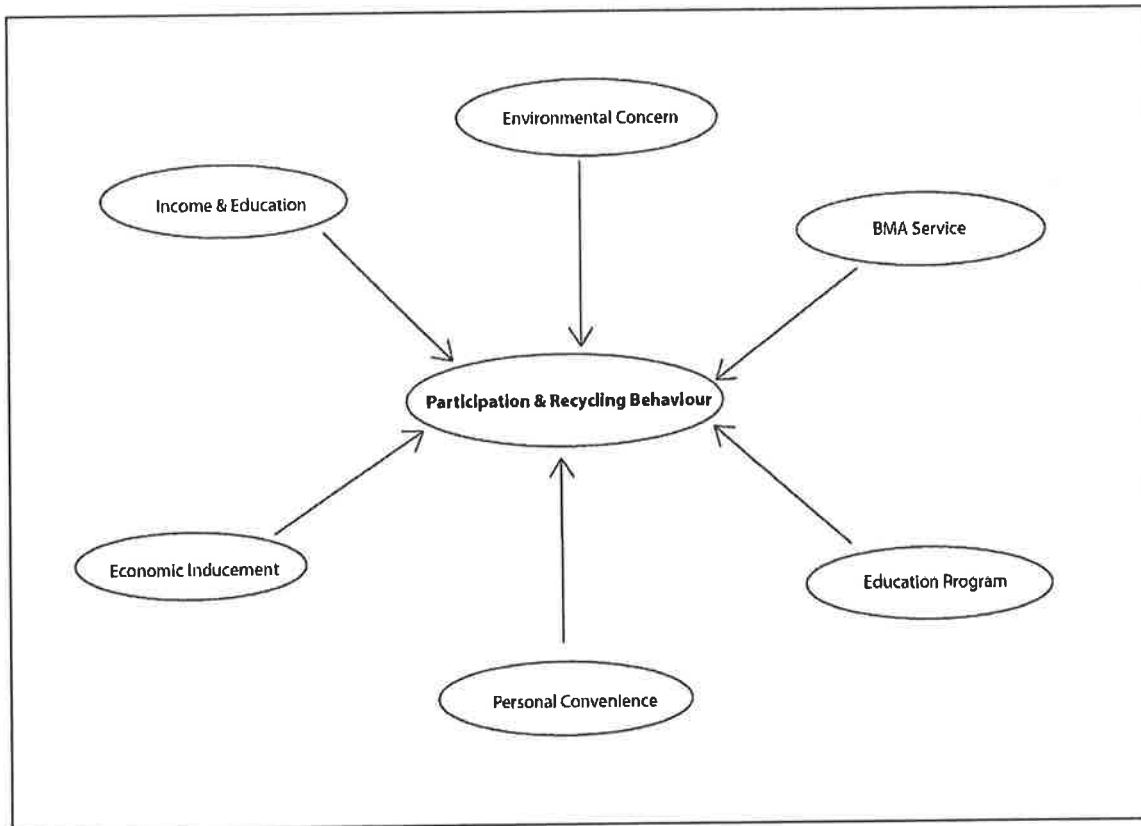 Environmental Concern
Income & Education
BMA Service
Participation & Recycling Behaviour
Economic Inducement
Education Program
Personal Convenience